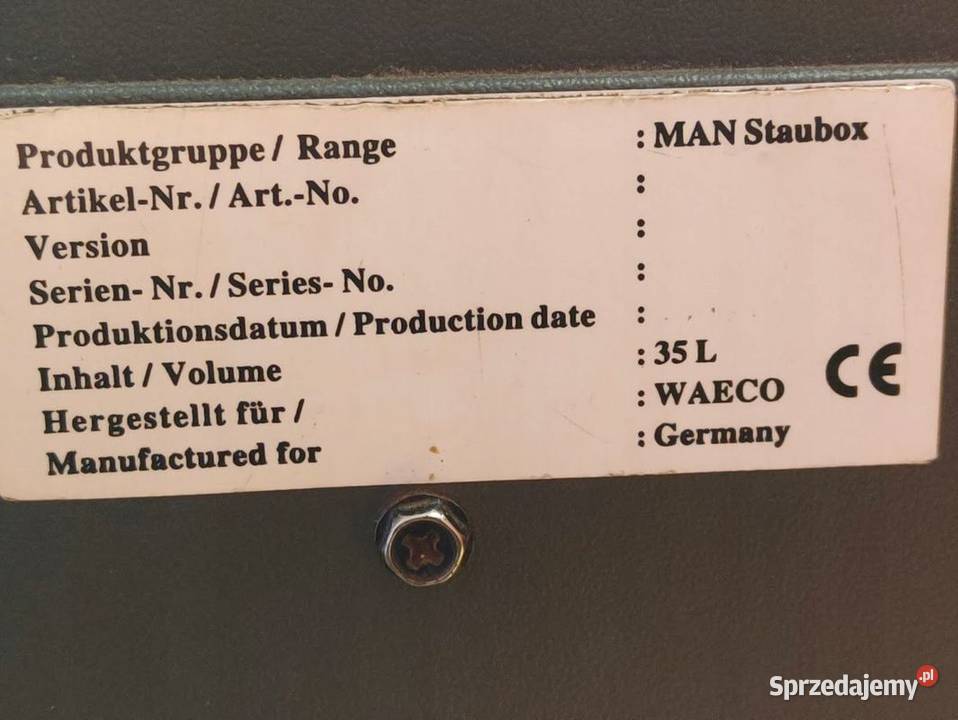 Produktgruppe / Range : MAN Staubox
Artikel-Nr. / Art.-No. :
Version :
Serien- Nr. / Series- No. :
Produktionsdatum / Production date :
Inhalt / Volume : 35 L
Hergestellt für / : WAECO
Manufactured for : Germany
CE
Sprzedajemy.pl